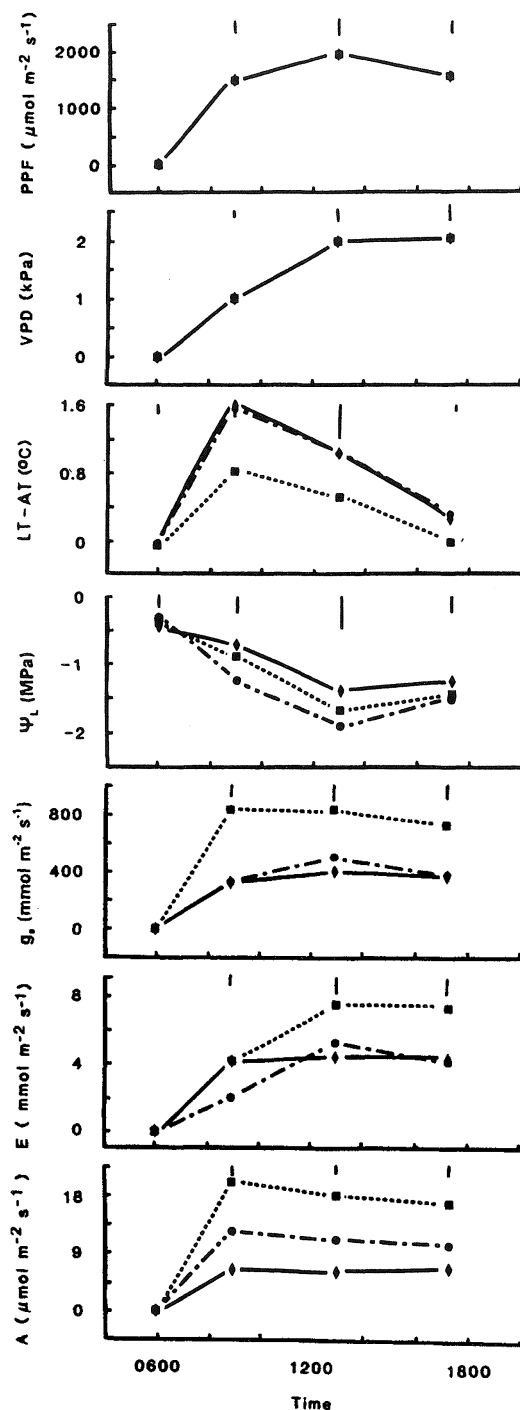 PPF ( μmol m⁻² s⁻¹)
2000
1000
0
VPD (kPa)
2
1
0
LT-AT (ºC)
1.6
0.8
0
Ψ_L (MPa)
0
-1
-2
gₛ (mmol m⁻² s⁻¹)
800
400
0
E ( mmol m⁻² s⁻¹)
8
4
0
A ( μmol m⁻² s⁻¹)
18
9
0
0600 1200 1800
Time